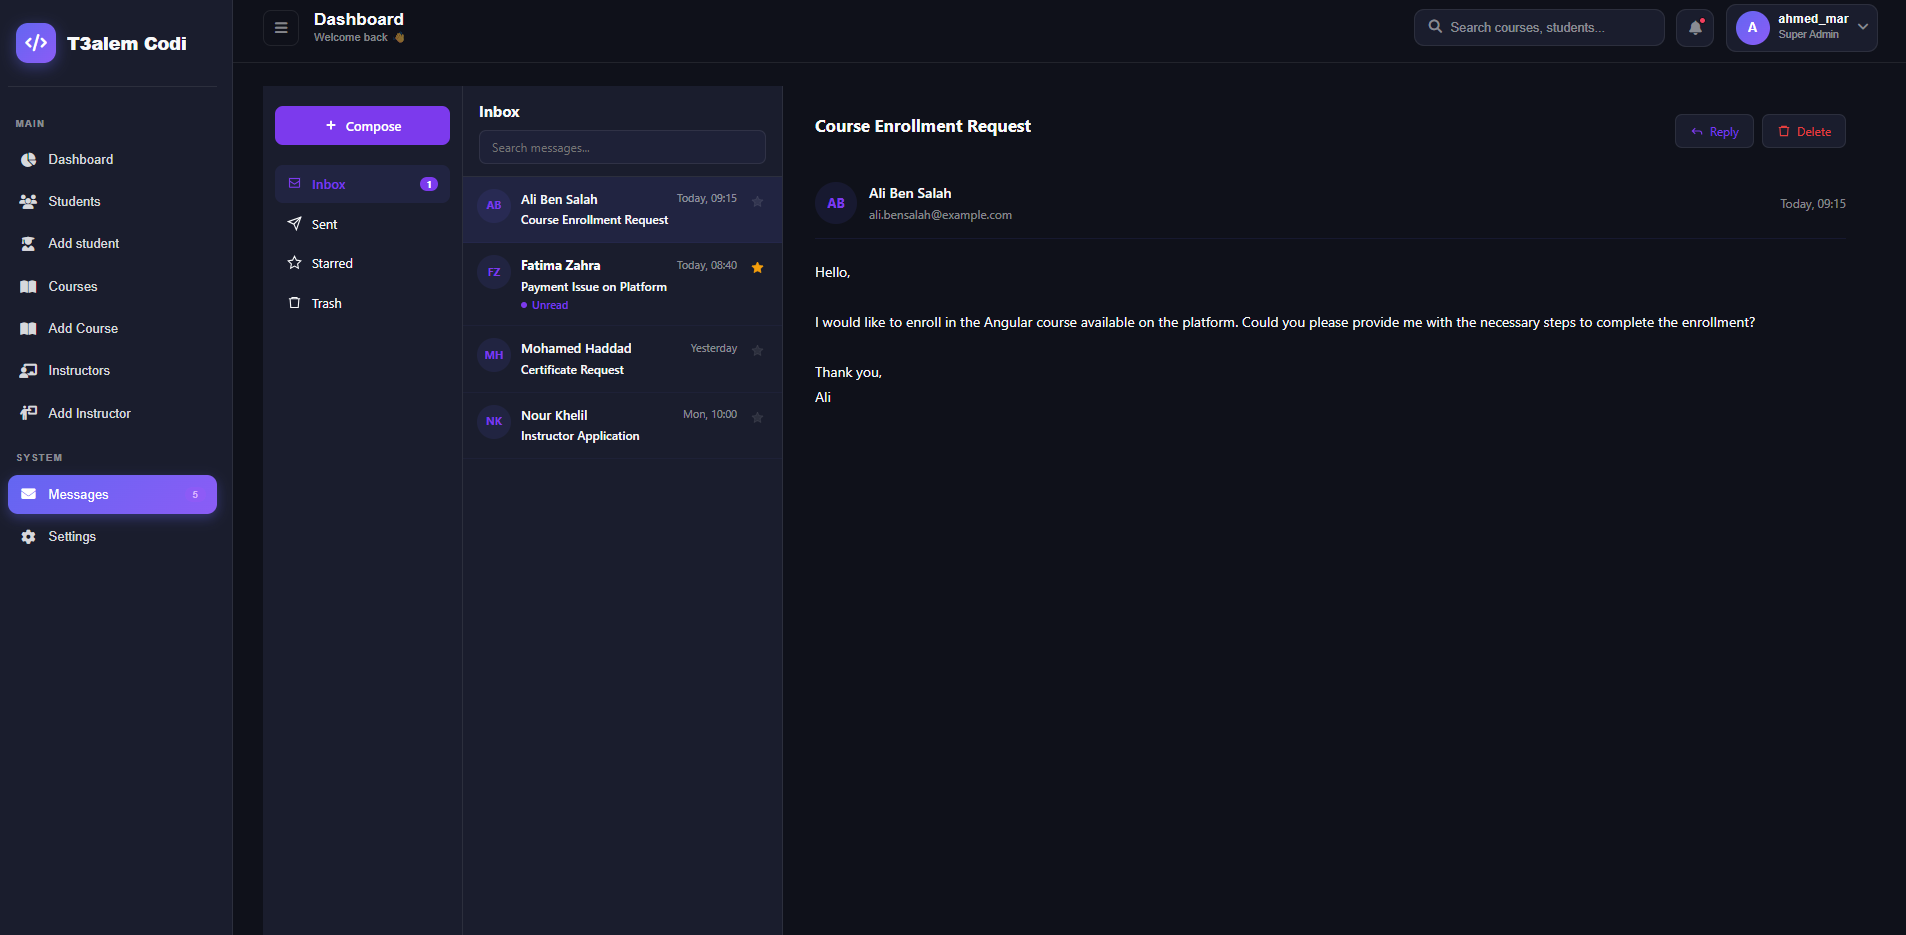 T3alem Codi
MAIN
Dashboard
Students
Add student
Courses
Add Course
Instructors
Add Instructor
SYSTEM
Messages 5
Settings
Dashboard
Welcome back
Search courses, students...
A
ahmed_mar
Super Admin
+ Compose
Inbox 1
Sent
Starred
Trash
Inbox
Search messages...
AB
Ali Ben Salah Today, 09:15
Course Enrollment Request
FZ
Fatima Zahra Today, 08:40
Payment Issue on Platform
Unread
MH
Mohamed Haddad Yesterday
Certificate Request
NK
Nour Khelil Mon, 10:00
Instructor Application
Course Enrollment Request
Reply
Delete
AB
Ali Ben Salah
ali.bensalah@example.com
Today, 09:15
Hello,
I would like to enroll in the Angular course available on the platform. Could you please provide me with the necessary steps to complete the enrollment?
Thank you,
Ali